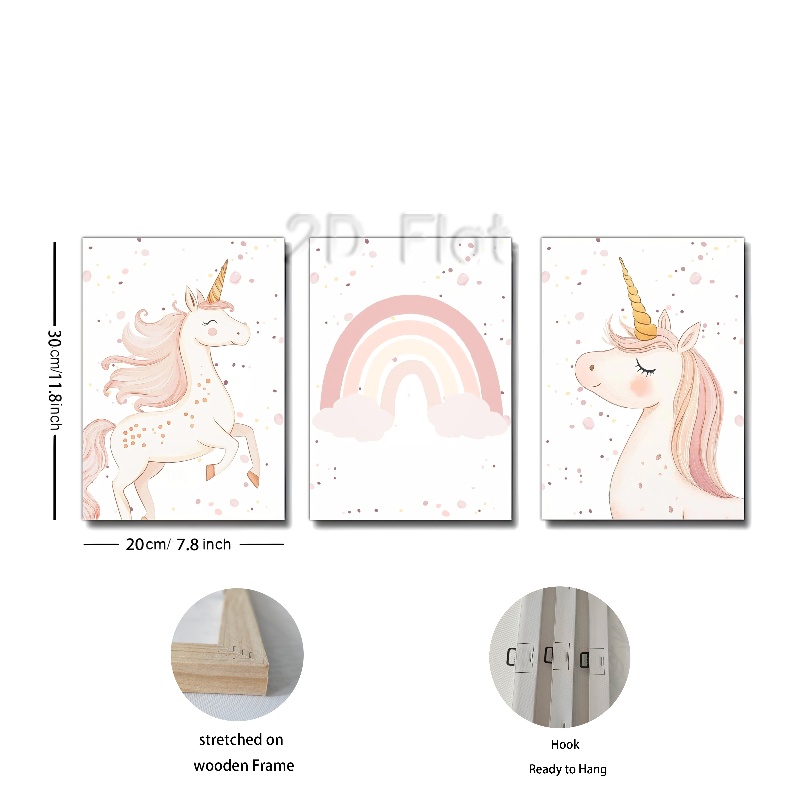 2D Flat
30cm/11.8inch
20cm/ 7.8 inch
stretched on
wooden Frame
Hook
Ready to Hang